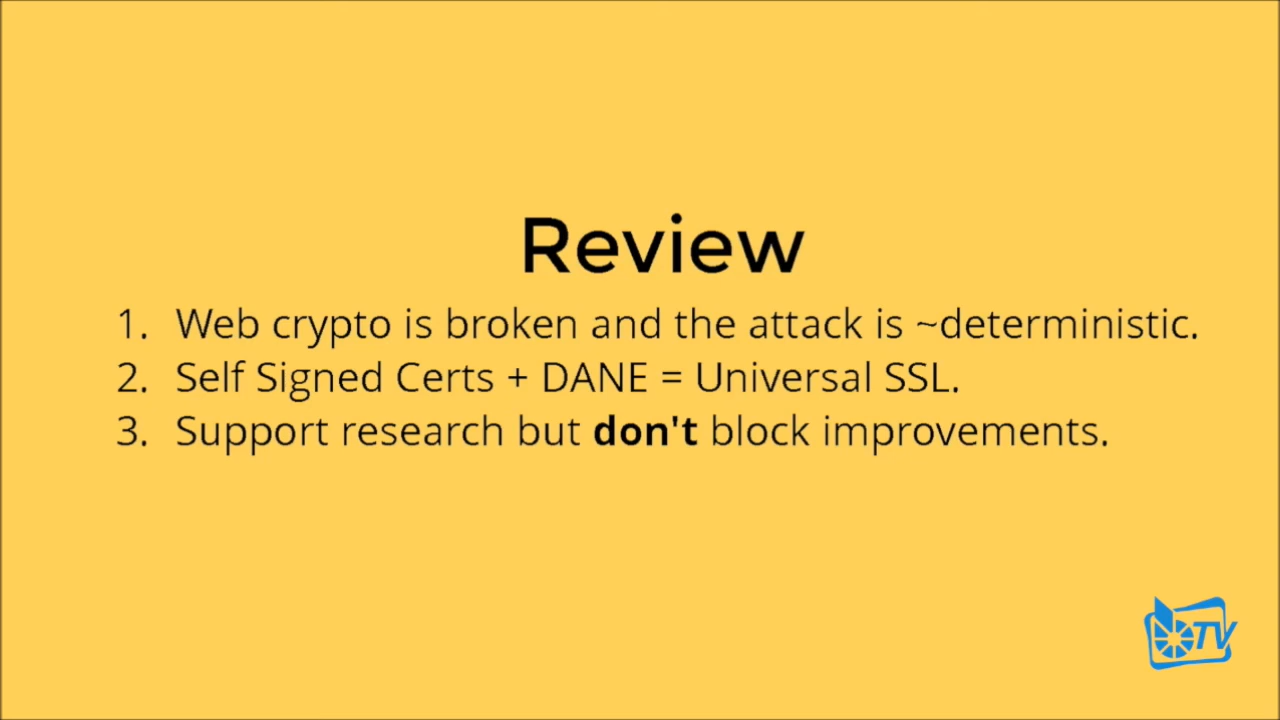 Review
1. Web crypto is broken and the attack is ~deterministic.
2. Self Signed Certs + DANE = Universal SSL.
3. Support research but don't block improvements.
TV